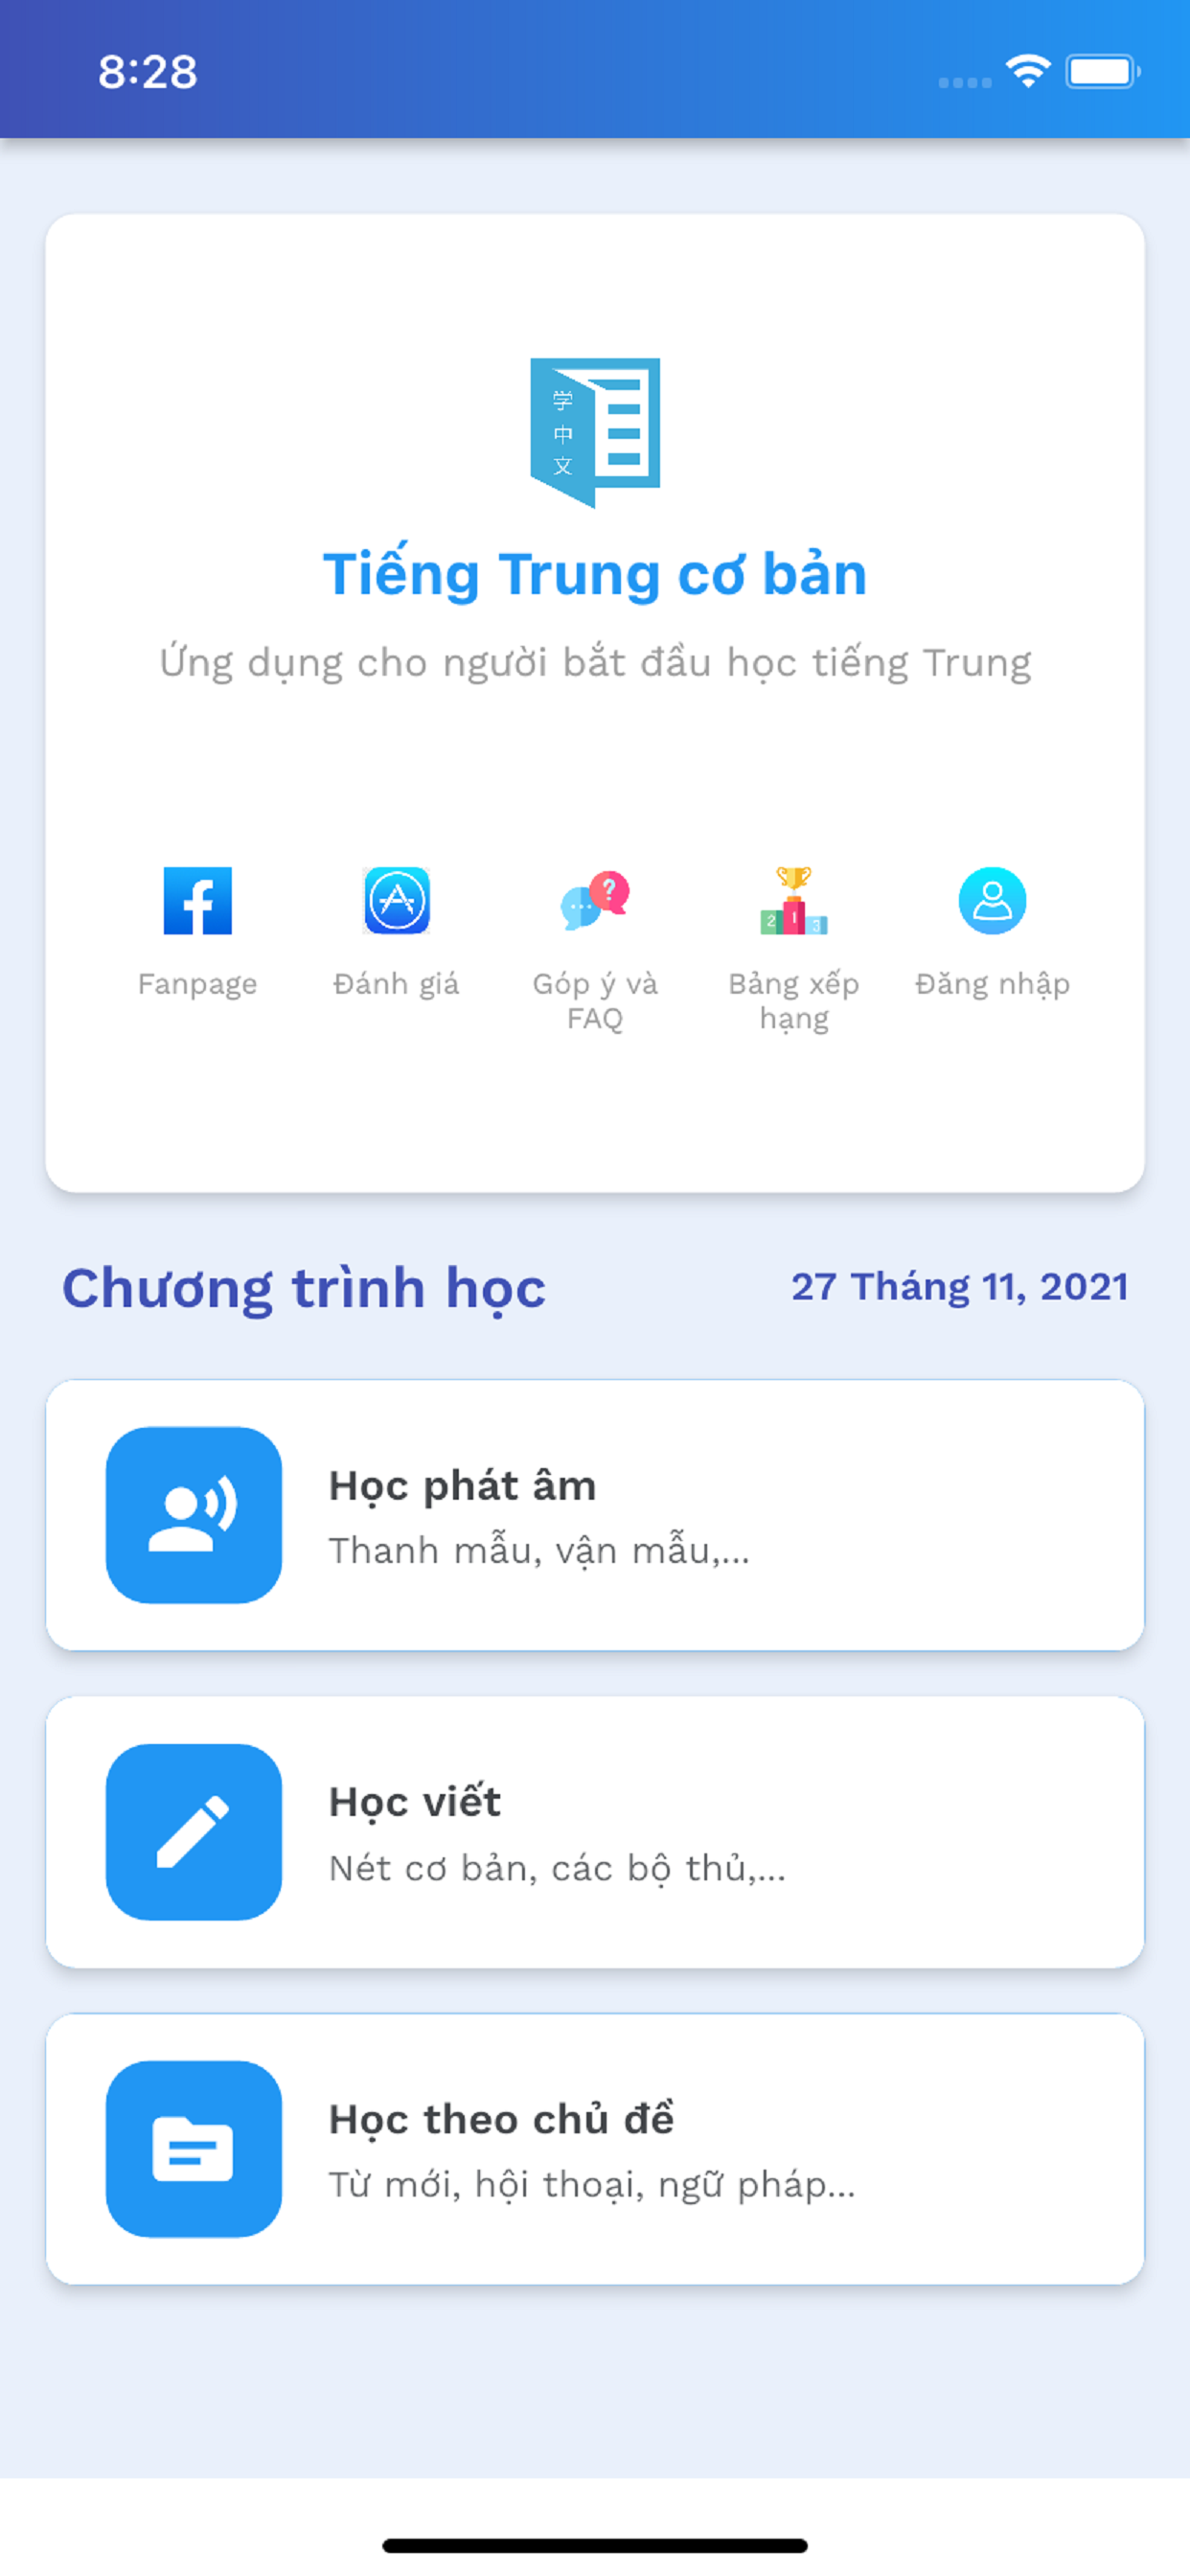 8:28
学
中
文
Tiếng Trung cơ bản
Ứng dụng cho người bắt đầu học tiếng Trung
2 1 3
Fanpage
Đánh giá
Góp ý và
FAQ
Bảng xếp
hạng
Đăng nhập
Chương trình học
27 Tháng 11, 2021
Học phát âm
Thanh mẫu, vận mẫu,...
Học viết
Nét cơ bản, các bộ thủ,...
Học theo chủ đề
Từ mới, hội thoại, ngữ pháp...